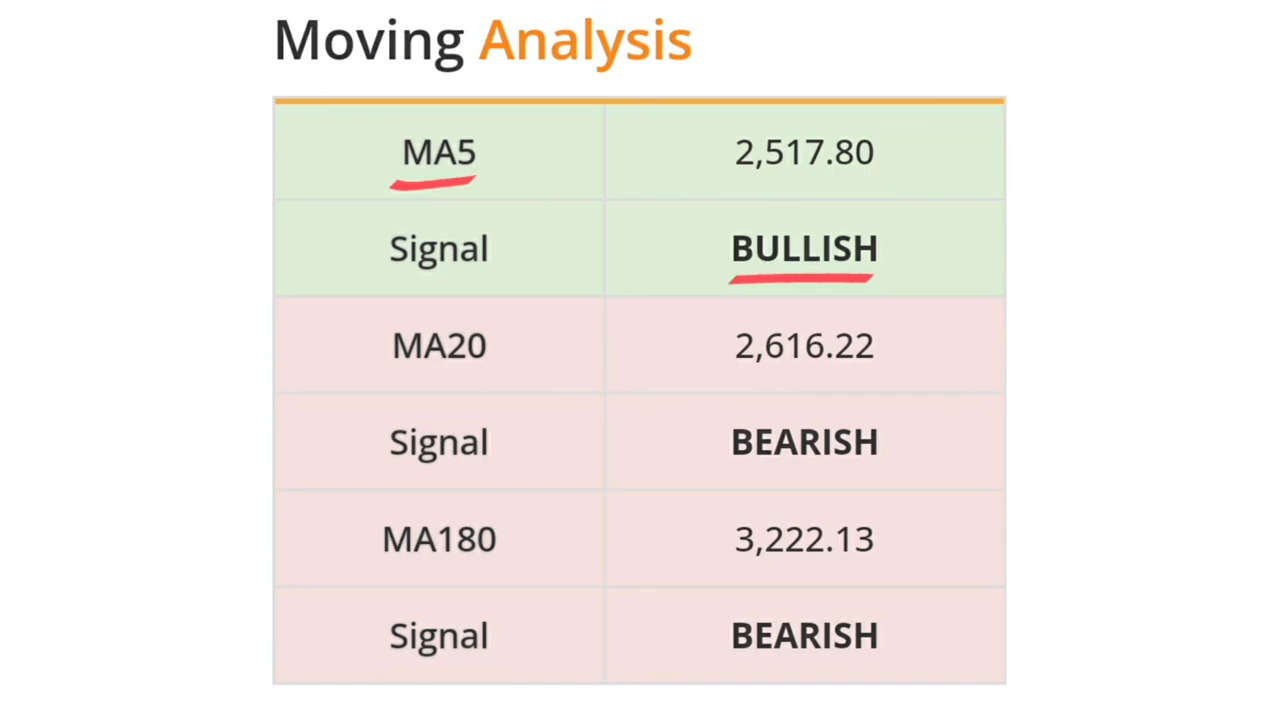 Moving Analysis
MA5 2,517.80
Signal BULLISH
MA20 2,616.22
Signal BEARISH
MA180 3,222.13
Signal BEARISH